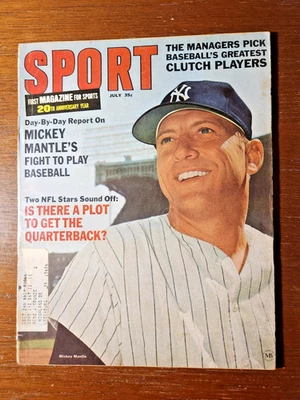 SPORT
FIRST MAGAZINE FOR SPORTS
20TH ANNIVERSARY YEAR
JULY 35¢
THE MANAGERS PICK
BASEBALL'S GREATEST
CLUTCH PLAYERS
Day-By-Day Report On
MICKEY
MANTLE'S
FIGHT TO PLAY
BASEBALL
Two NFL Stars Sound Off:
IS THERE A PLOT
TO GET THE
QUARTERBACK?
NY
Mickey Mantle